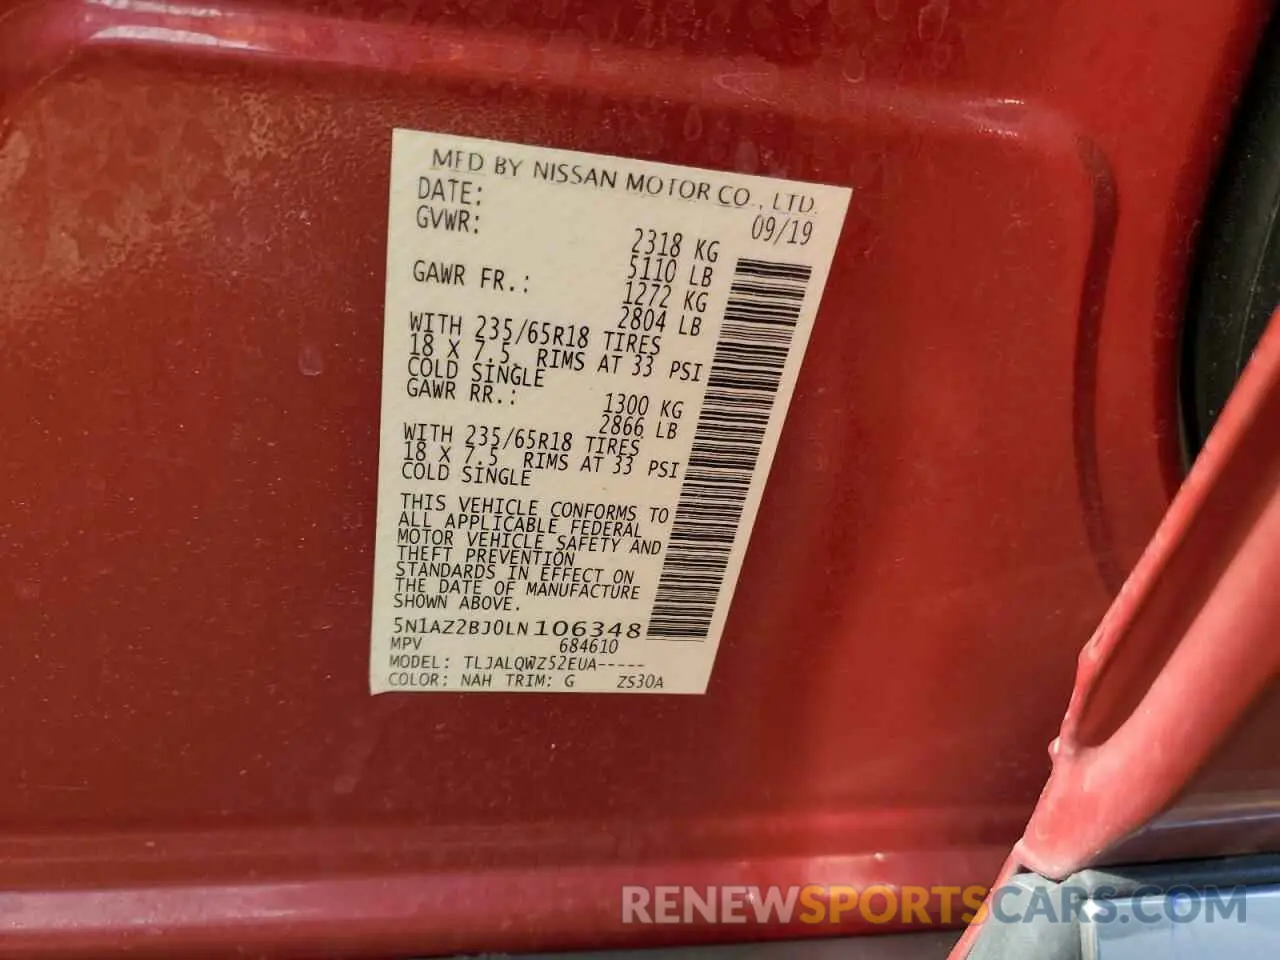 MFD BY NISSAN MOTOR CO., LTD.
DATE: 09/19
GVWR: 2318 KG
5110 LB
GAWR FR.: 1272 KG
2804 LB
WITH 235/65R18 TIRES
18 X 7.5 RIMS AT 33 PSI
COLD SINGLE
GAWR RR.: 1300 KG
2866 LB
WITH 235/65R18 TIRES
18 X 7.5 RIMS AT 33 PSI
COLD SINGLE
THIS VEHICLE CONFORMS TO
ALL APPLICABLE FEDERAL
MOTOR VEHICLE SAFETY AND
THEFT PREVENTION
STANDARDS IN EFFECT ON
THE DATE OF MANUFACTURE
SHOWN ABOVE.
5N1AZ2BJ0LN106348
MPV 684610
MODEL: TLJALQWZ52EUA-----
COLOR: NAH TRIM: G Z530A
RENEWSPORTSCARS.COM